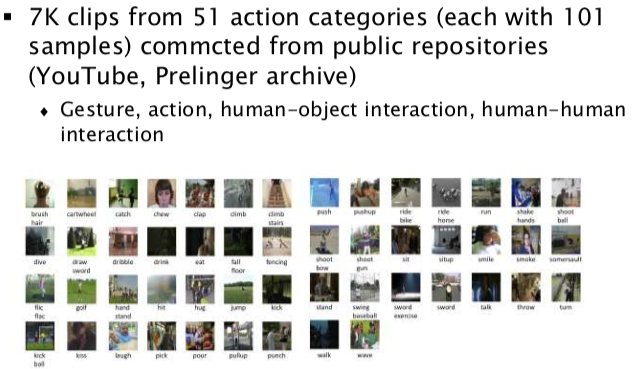 ▪ 7K clips from 51 action categories (each with 101
samples) commcted from public repositories
(YouTube, Prelinger archive)
♦ Gesture, action, human-object interaction, human-human
interaction
brush hair cartwheel catch chew clap climb climb stairs
dive draw sword dribble drink eat fall floor fencing
flic flac golf hand stand hit hug jump kick
kick ball kiss laugh pick pour pullup punch
push pushup ride bike ride horse run shake hands shoot ball
shoot bow shoot gun sit situp smile smoke somersault
stand swing baseball sword exercise sword talk throw turn
walk wave